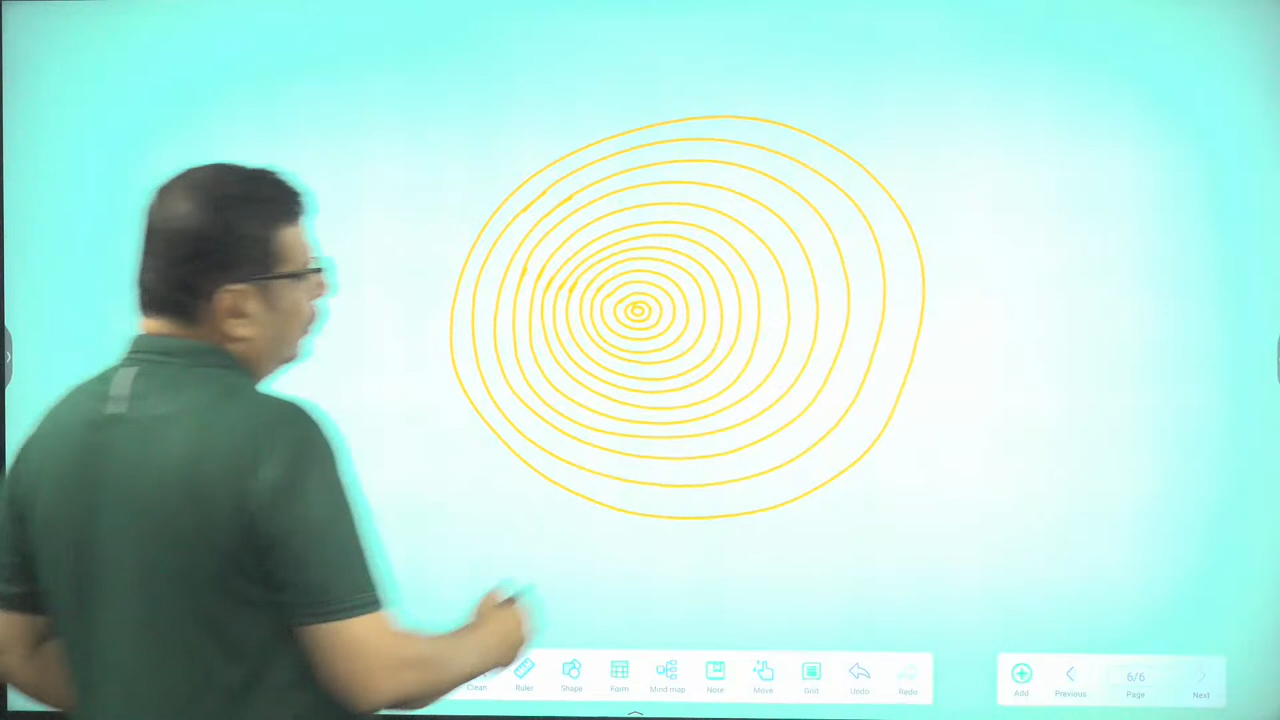 Clean Ruler Shape Form Mind map Note Move Grid Undo Redo
Add Previous 6/6 Page Next